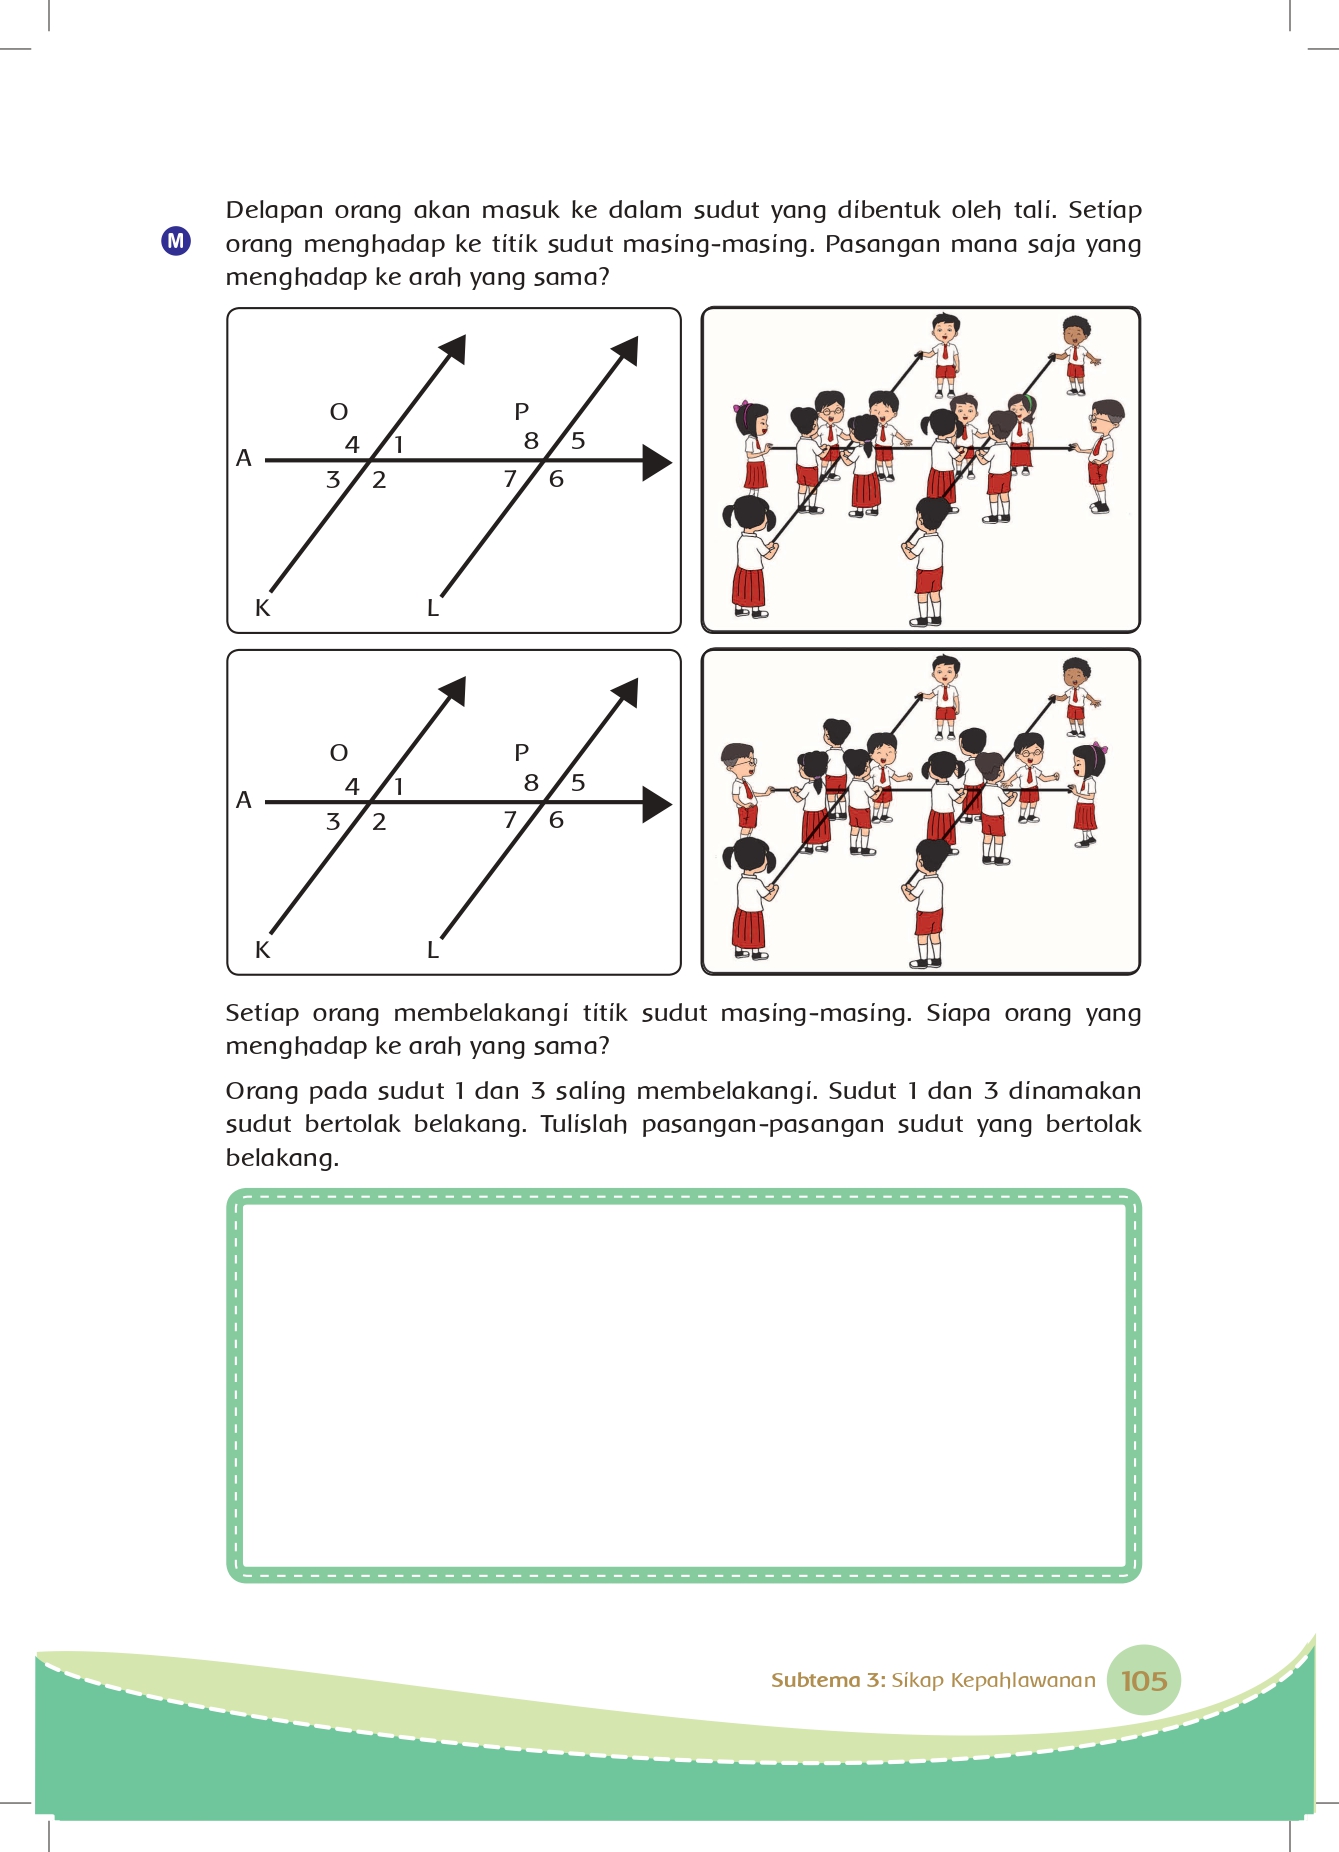 Delapan orang akan masuk ke dalam sudut yang dibentuk oleh tali. Setiap
M
orang menghadap ke titik sudut masing-masing. Pasangan mana saja yang
menghadap ke arah yang sama?
O P
4 1 8 5
A
3 2 7 6
K L
O P
4 1 8 5
A
3 2 7 6
K L
Setiap orang membelakangi titik sudut masing-masing. Siapa orang yang
menghadap ke arah yang sama?
Orang pada sudut 1 dan 3 saling membelakangi. Sudut 1 dan 3 dinamakan
sudut bertolak belakang. Tulislah pasangan-pasangan sudut yang bertolak
belakang.
Subtema 3: Sikap Kepahlawanan 105